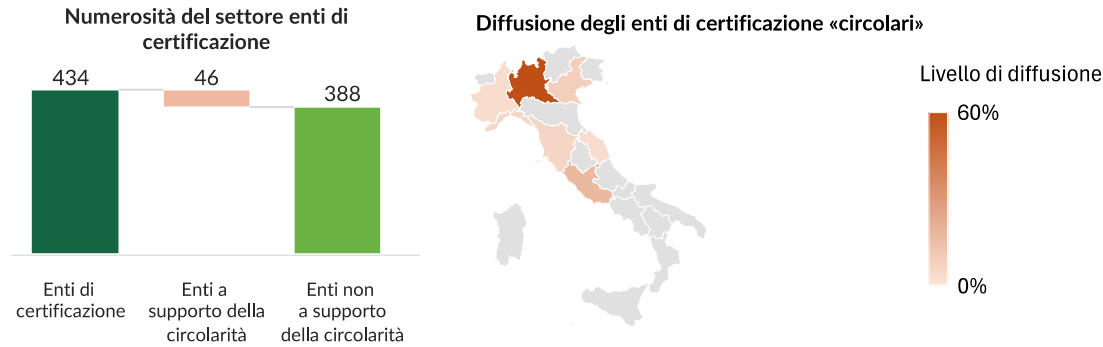 Numerosità del settore enti di
certificazione
434
46
388
Enti di
certificazione
Enti a
supporto della
circolarità
Enti non
a supporto
della circolarità
Diffusione degli enti di certificazione «circolari»
Livello di diffusione
60%
0%